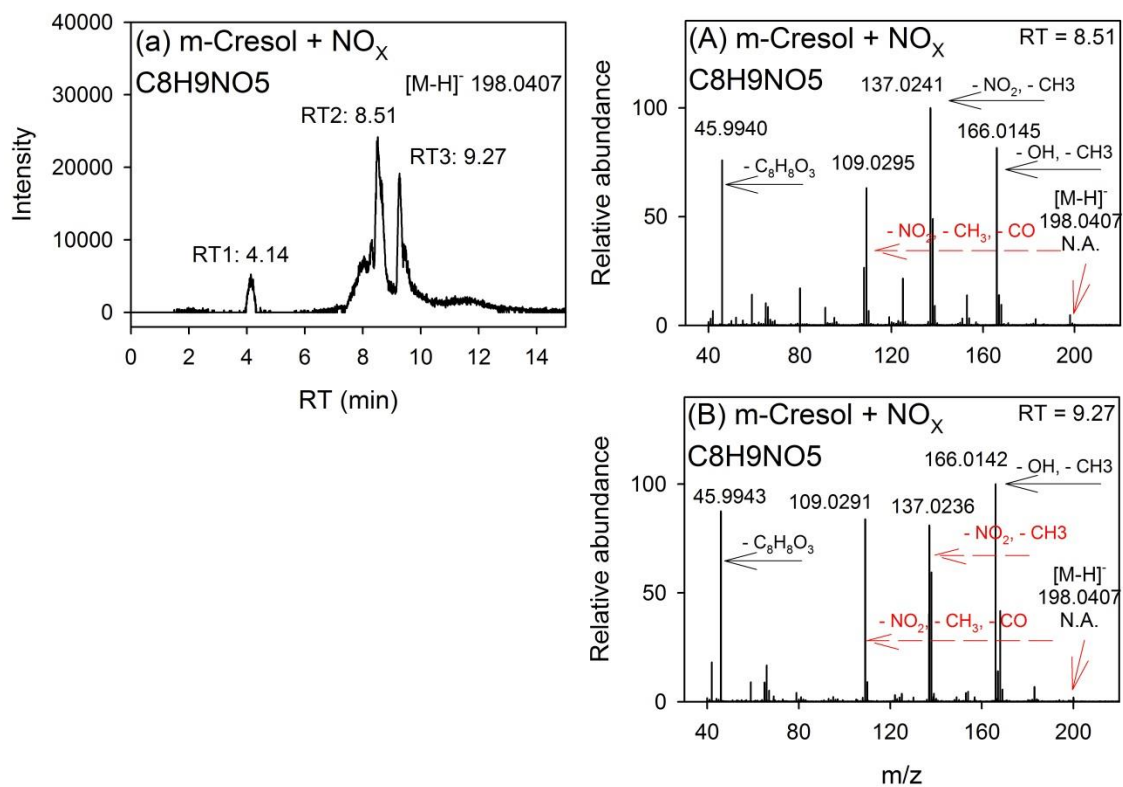 (a) m-Cresol + NOX
C8H9NO5
[M-H]- 198.0407
RT2: 8.51
RT3: 9.27
RT1: 4.14
40000
30000
20000
10000
0
Intensity
0 2 4 6 8 10 12 14
RT (min)
(A) m-Cresol + NOX RT = 8.51
C8H9NO5
137.0241
- NO2, - CH3
45.9940
166.0145
109.0295
- OH, - CH3
- C8H8O3
[M-H]-
198.0407
N.A.
- NO2, - CH3, - CO
100
50
0
Relative abundance
40 80 120 160 200
(B) m-Cresol + NOX RT = 9.27
C8H9NO5
166.0142
- OH, - CH3
45.9943
109.0291
137.0236
- NO2, - CH3
- C8H8O3
[M-H]-
198.0407
N.A.
- NO2, - CH3, - CO
100
50
0
Relative abundance
40 80 120 160 200
m/z